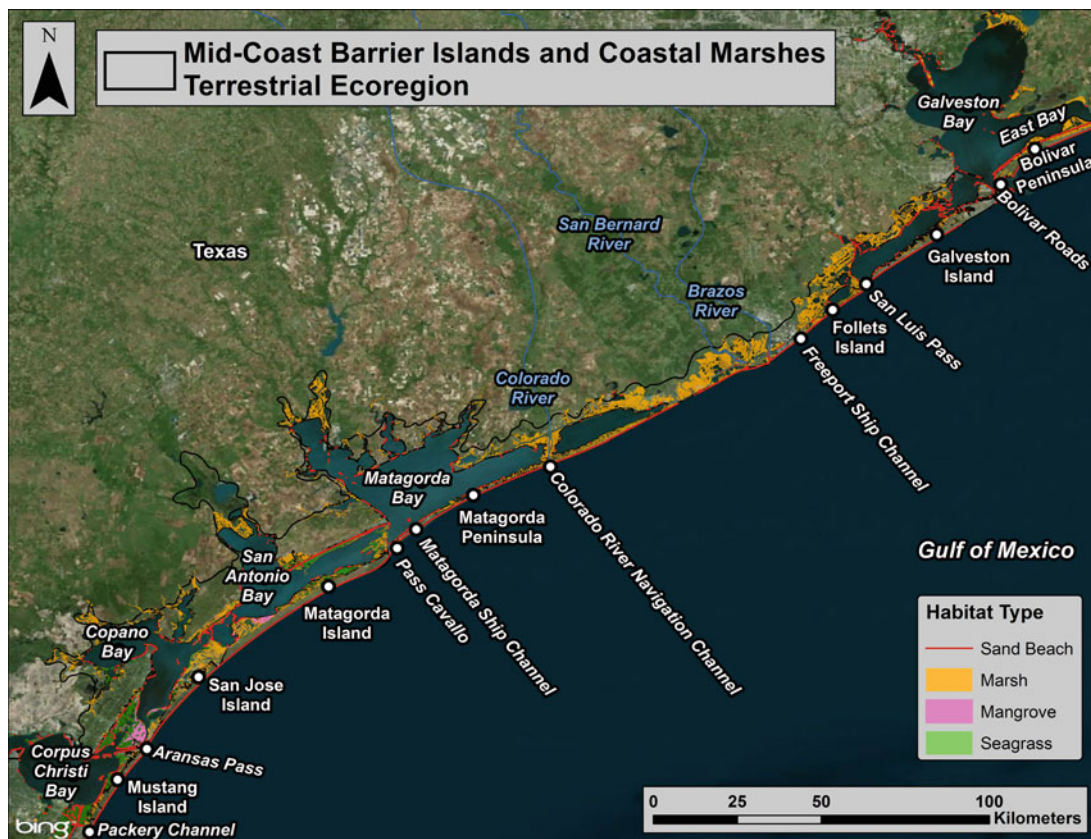 N
Mid-Coast Barrier Islands and Coastal Marshes
Terrestrial Ecoregion
Galveston
Bay
East Bay
Bolivar
Peninsula
Bolivar Roads
San Bernard
River
Texas
Galveston
Island
Brazos
River
San Luis Pass
Follets
Island
Freeport Ship Channel
Colorado
River
Matagorda
Bay
Colorado River Navigation Channel
Matagorda
Peninsula
Matagorda Ship Channel
Pass Cavallo
Gulf of Mexico
San
Antonio
Bay
Matagorda
Island
Habitat Type
Sand Beach
Marsh
Mangrove
Seagrass
Copano
Bay
San Jose
Island
Aransas Pass
Corpus
Christi
Bay
Mustang
Island
Packery Channel
bing
0 25 50 100
Kilometers